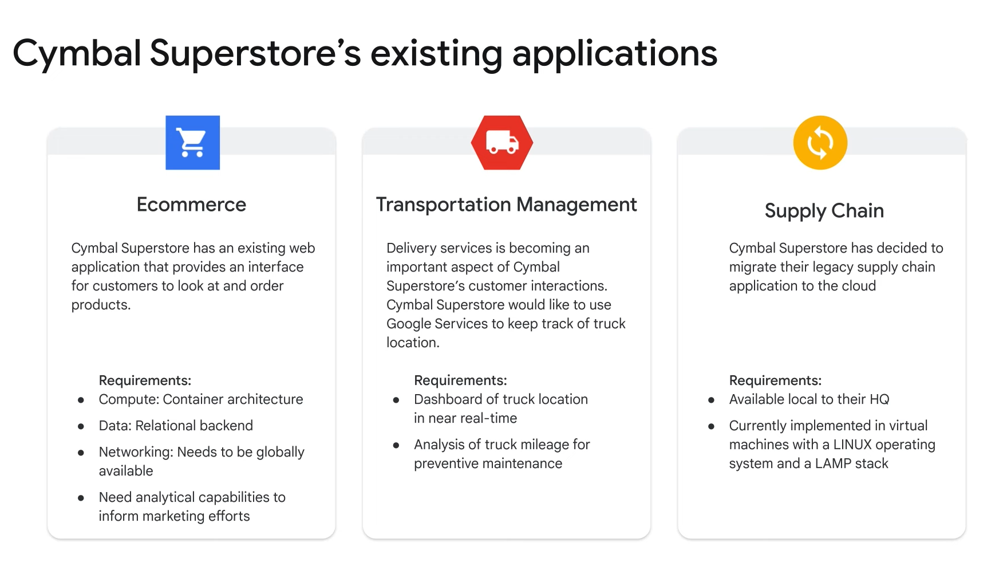 Cymbal Superstore’s existing applications
Ecommerce
Cymbal Superstore has an existing web
application that provides an interface
for customers to look at and order
products.
Requirements:
● Compute: Container architecture
● Data: Relational backend
● Networking: Needs to be globally
available
● Need analytical capabilities to
inform marketing efforts
Transportation Management
Delivery services is becoming an
important aspect of Cymbal
Superstore’s customer interactions.
Cymbal Superstore would like to use
Google Services to keep track of truck
location.
Requirements:
● Dashboard of truck location
in near real-time
● Analysis of truck mileage for
preventive maintenance
Supply Chain
Cymbal Superstore has decided to
migrate their legacy supply chain
application to the cloud
Requirements:
● Available local to their HQ
● Currently implemented in virtual
machines with a LINUX operating
system and a LAMP stack